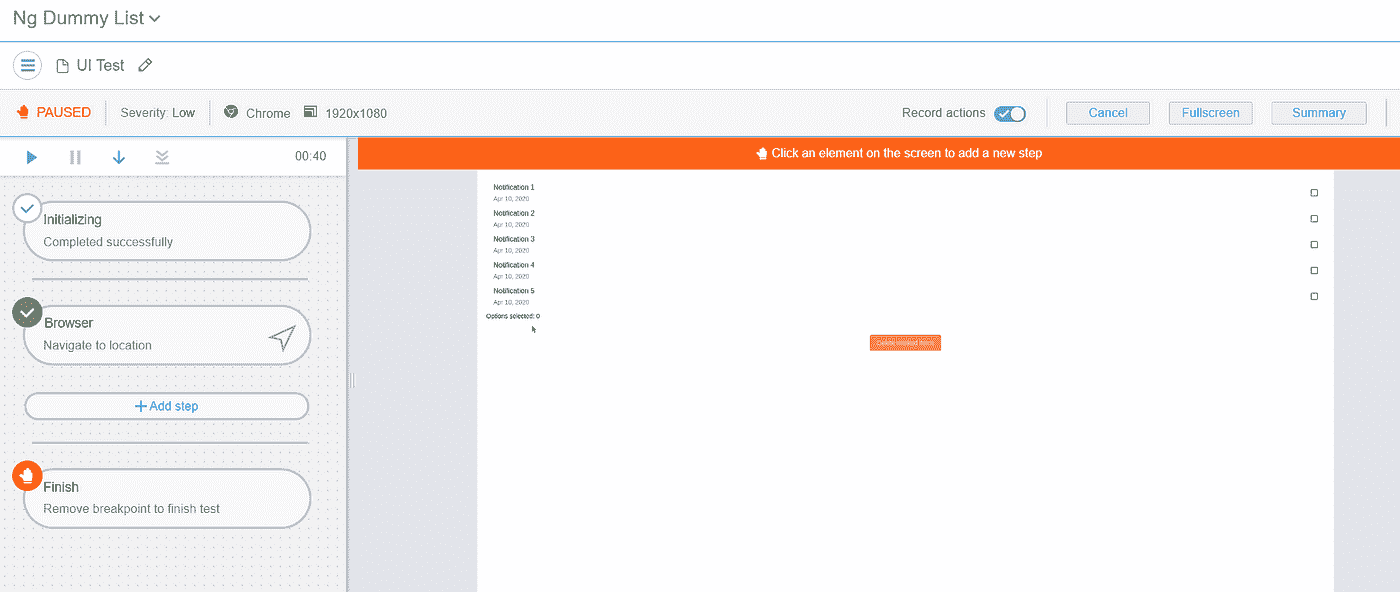 Ng Dummy List
UI Test
PAUSED Severity: Low Chrome 1920x1080 Record actions Cancel Fullscreen Summary
00:40
Click an element on the screen to add a new step
Initializing
Completed successfully
Browser
Navigate to location
Add step
Finish
Remove breakpoint to finish test
Notification 1
Apr 10, 2020
Notification 2
Apr 10, 2020
Notification 3
Apr 10, 2020
Notification 4
Apr 10, 2020
Notification 5
Apr 10, 2020
Options selected: 0